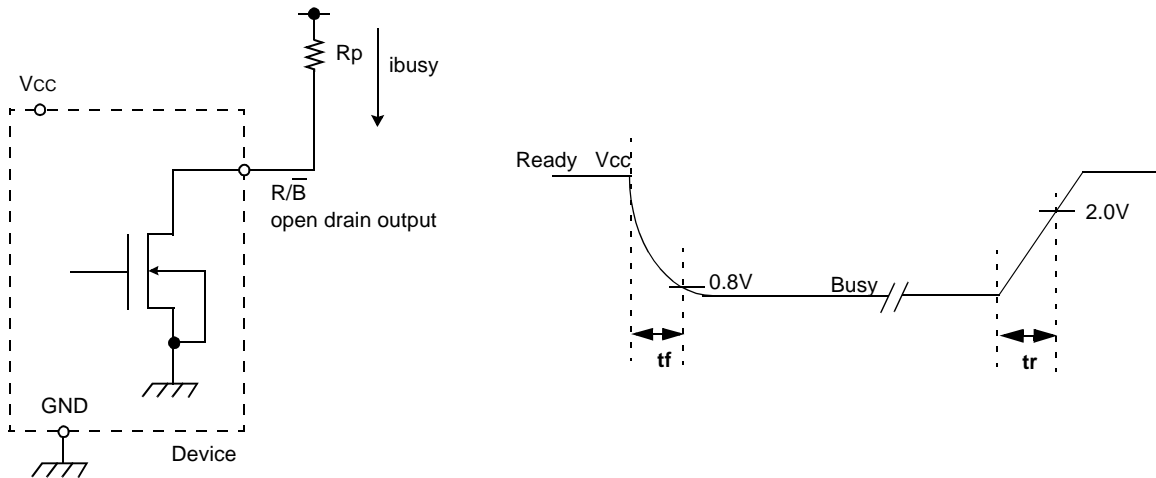 Rp
ibusy
VCC
R/B̅
open drain output
GND
Device
Ready Vcc
2.0V
0.8V
Busy
tf
tr